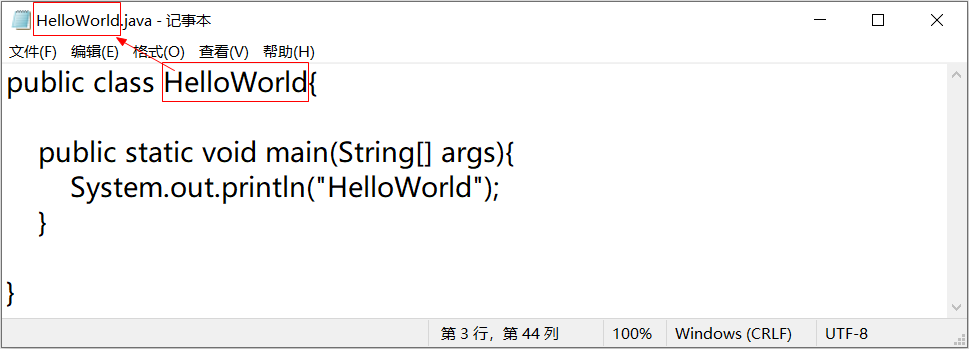 HelloWorld.java - 记事本
文件(F) 编辑(E) 格式(O) 查看(V) 帮助(H)
public class HelloWorld{
public static void main(String[] args){
System.out.println("HelloWorld");
}
}
第 3 行，第 44 列 100% Windows (CRLF) UTF-8